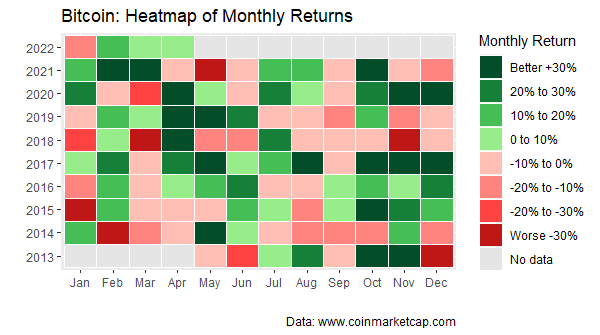 Bitcoin: Heatmap of Monthly Returns
2022
2021
2020
2019
2018
2017
2016
2015
2014
2013
Jan Feb Mar Apr May Jun Jul Aug Sep Oct Nov Dec
Monthly Return
Better +30%
20% to 30%
10% to 20%
0 to 10%
-10% to 0%
-20% to -10%
-20% to -30%
Worse -30%
No data
Data: www.coinmarketcap.com